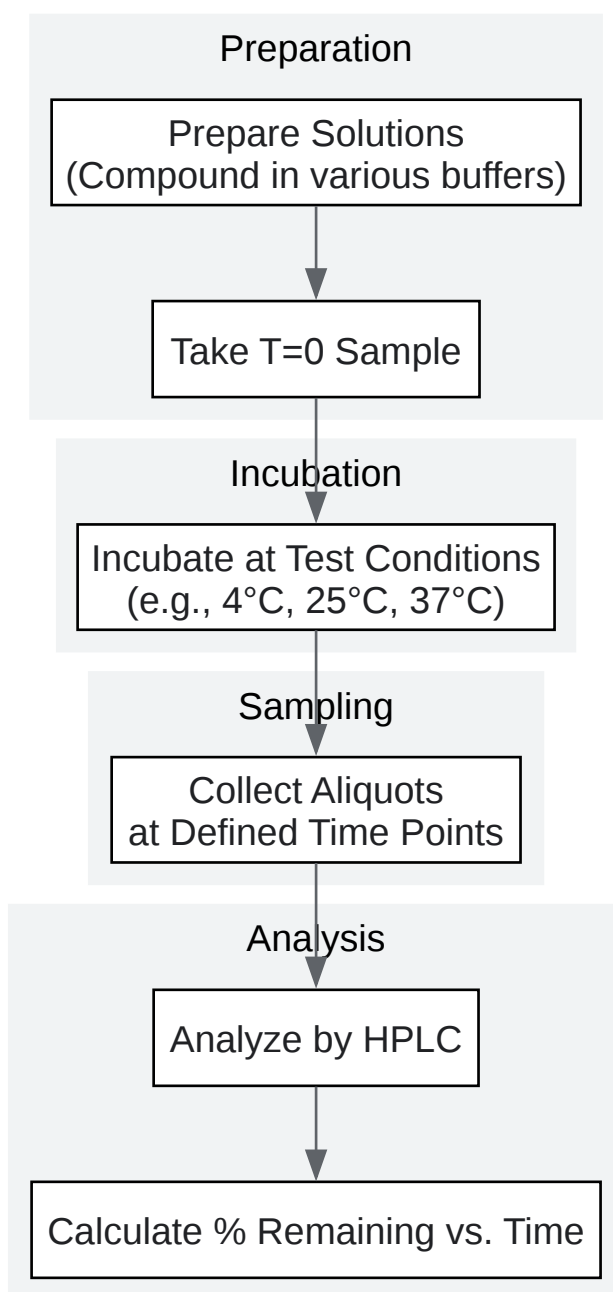 Preparation
Prepare Solutions
(Compound in various buffers)
Take T=0 Sample
Incubation
Incubate at Test Conditions
(e.g., 4°C, 25°C, 37°C)
Sampling
Collect Aliquots
at Defined Time Points
Analysis
Analyze by HPLC
Calculate % Remaining vs. Time